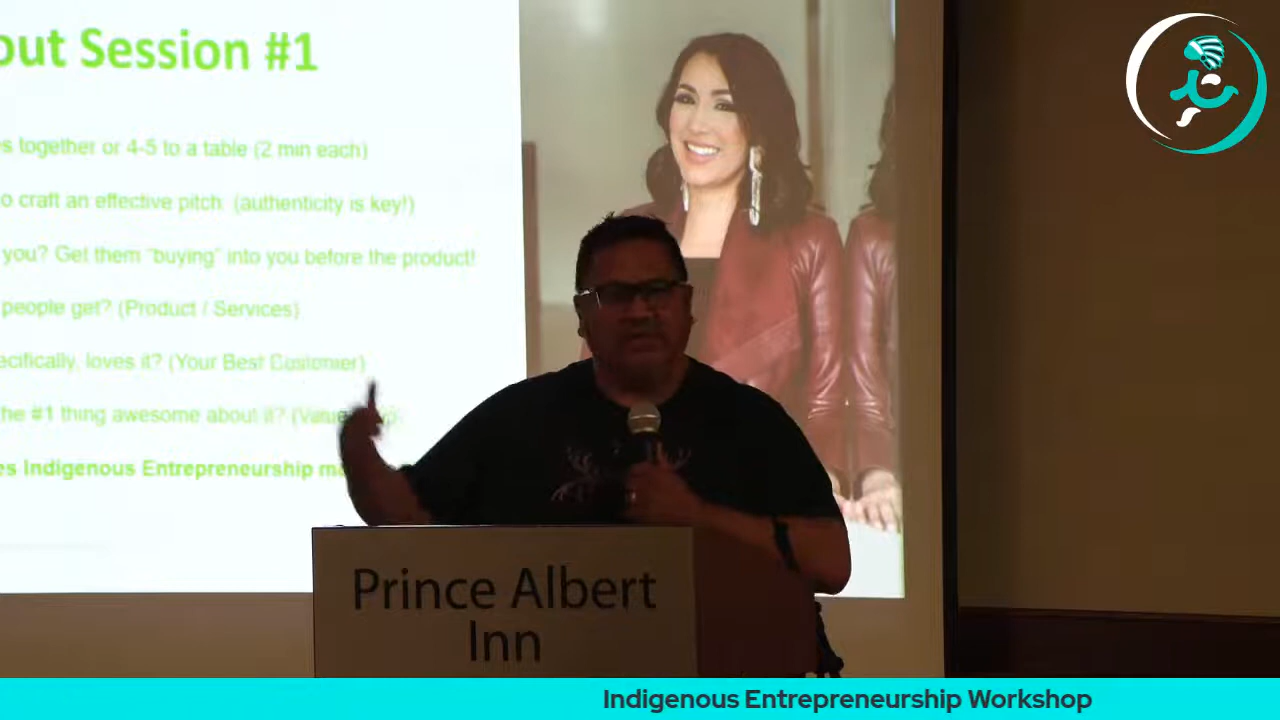 out Session #1
s together or 4-5 to a table (2 min each)
o craft an effective pitch (authenticity is key!)
you? Get them "buying" into you before the product!
people get? (Product / Services)
ecifically, loves it? (Your Best Customer)
he #1 thing awesome about it? (Value
es Indigenous Entrepreneurship
Prince Albert
Inn
Indigenous Entrepreneurship Workshop